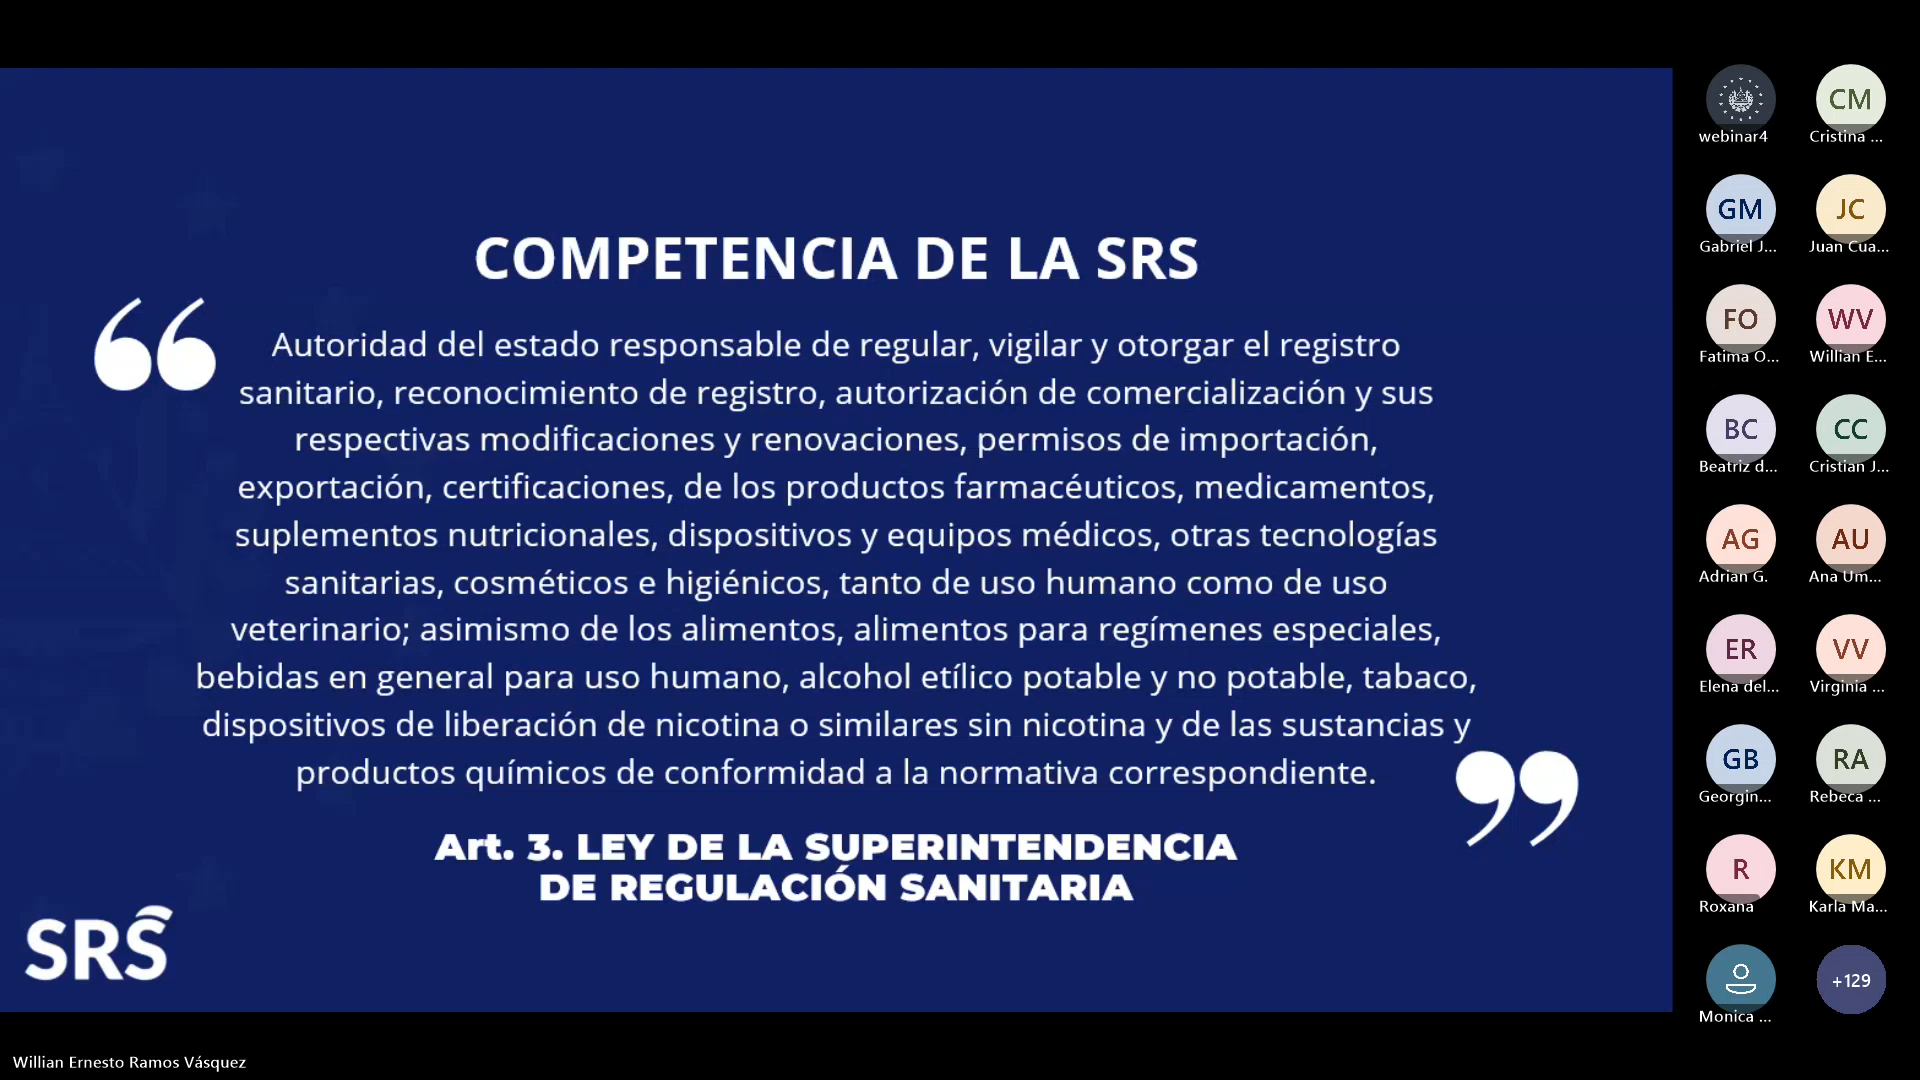 COMPETENCIA DE LA SRS
Autoridad del estado responsable de regular, vigilar y otorgar el registro
sanitario, reconocimiento de registro, autorización de comercialización y sus
respectivas modificaciones y renovaciones, permisos de importación,
exportación, certificaciones, de los productos farmacéuticos, medicamentos,
suplementos nutricionales, dispositivos y equipos médicos, otras tecnologías
sanitarias, cosméticos e higiénicos, tanto de uso humano como de uso
veterinario; asimismo de los alimentos, alimentos para regímenes especiales,
bebidas en general para uso humano, alcohol etílico potable y no potable, tabaco,
dispositivos de liberación de nicotina o similares sin nicotina y de las sustancias y
productos químicos de conformidad a la normativa correspondiente.
Art. 3. LEY DE LA SUPERINTENDENCIA
DE REGULACIÓN SANITARIA
SRS
Willian Ernesto Ramos Vásquez
webinar4
CM
Cristina ...
GM
Gabriel J...
JC
Juan Cua...
FO
Fatima O...
WV
Willian E...
BC
Beatriz d...
CC
Cristian J...
AG
Adrian G.
AU
Ana Um...
ER
Elena del...
VV
Virginia ...
GB
Georgin...
RA
Rebeca ...
R
Roxana
KM
Karla Ma...
Monica ...
+129